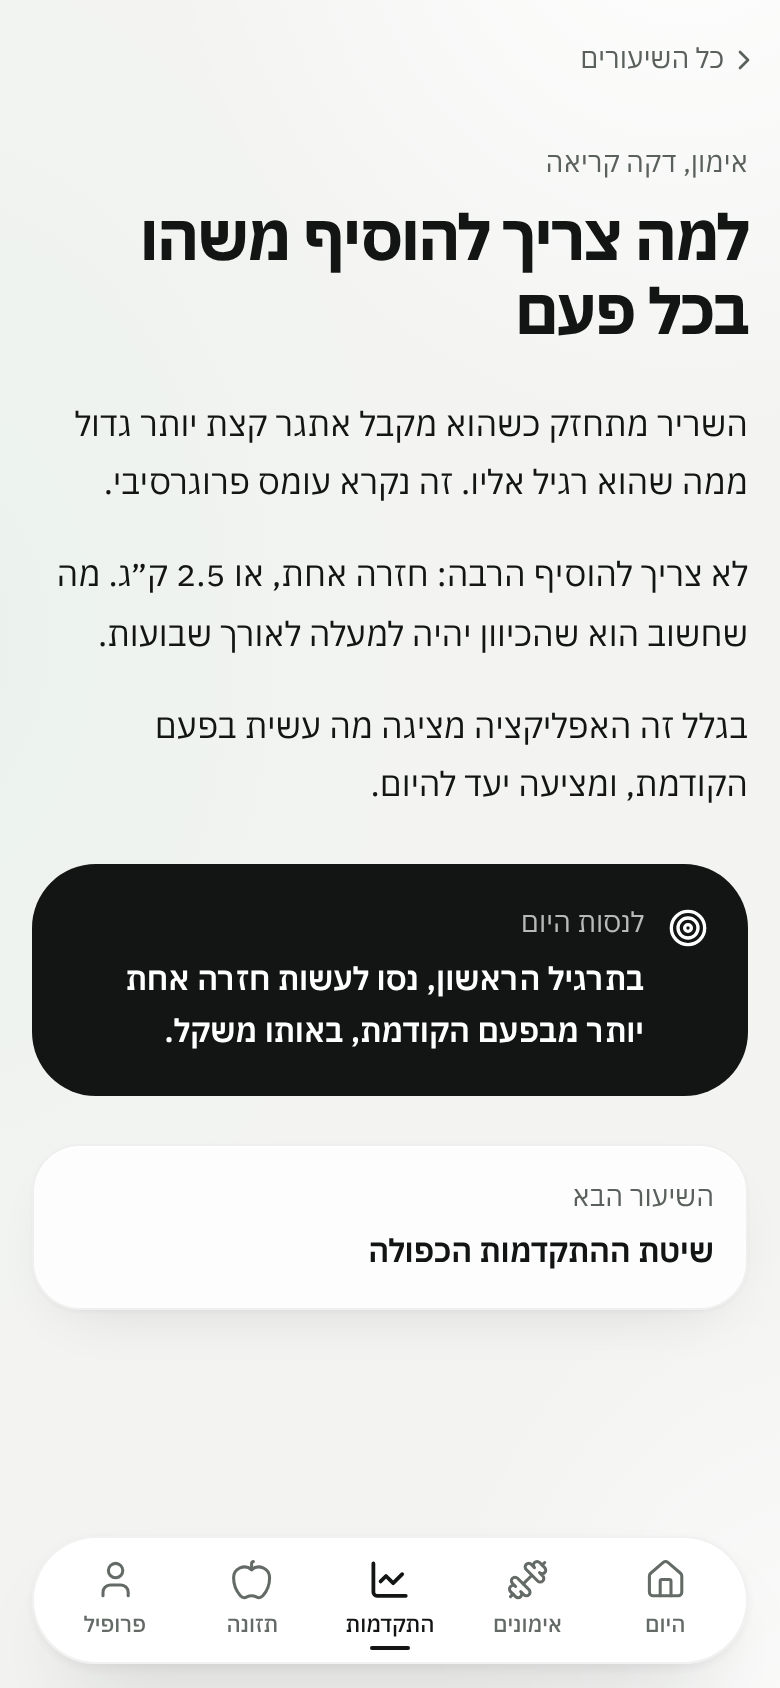 כל השיעורים
אימון, דקה קריאה
למה צריך להוסיף משהו
בכל פעם
השריר מתחזק כשהוא מקבל אתגר קצת יותר גדול
ממה שהוא רגיל אליו. זה נקרא עומס פרוגרסיבי.
לא צריך להוסיף הרבה: חזרה אחת, או 2.5 ק״ג. מה
שחשוב הוא שהכיוון יהיה למעלה לאורך שבועות.
בגלל זה האפליקציה מציגה מה עשית בפעם
הקודמת, ומציעה יעד להיום.
לנסות היום
בתרגיל הראשון, נסו לעשות חזרה אחת
יותר מבפעם הקודמת, באותו משקל.
השיעור הבא
שיטת ההתקדמות הכפולה
היום
אימונים
התקדמות
תזונה
פרופיל